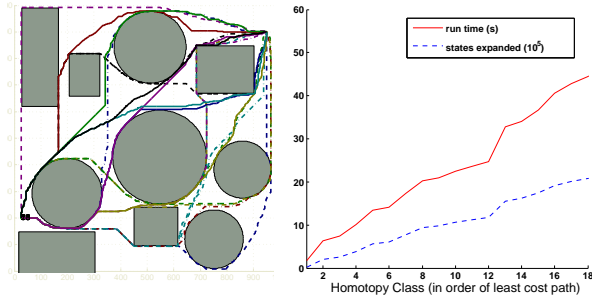 60
50
40
30
20
10
0
run time (s)
states expanded (10⁵)
2 4 6 8 10 12 14 16 18
Homotopy Class (in order of least cost path)
100 200 300 400 500 600 700 800 900